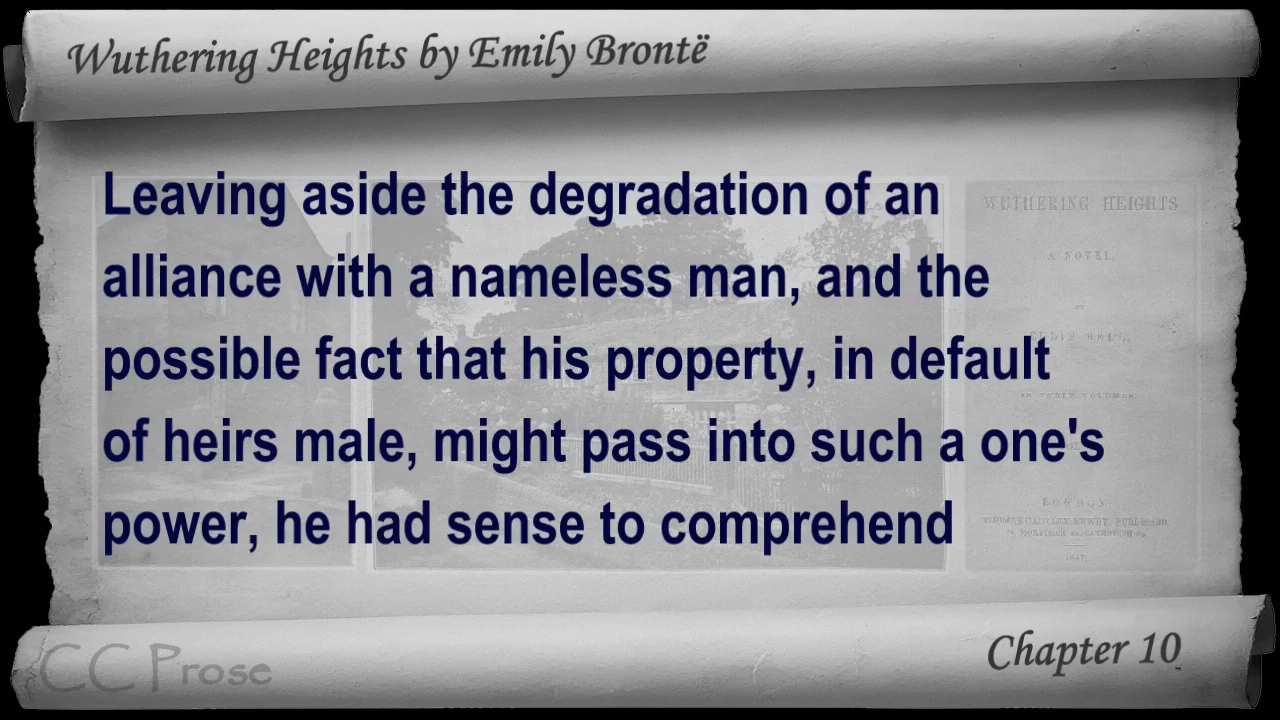 Wuthering Heights by Emily Brontë
Leaving aside the degradation of an
alliance with a nameless man, and the
possible fact that his property, in default
of heirs male, might pass into such a one's
power, he had sense to comprehend
WUTHERING HEIGHTS
A NOVEL,
LONDON
1847.
CC Prose
Chapter 10